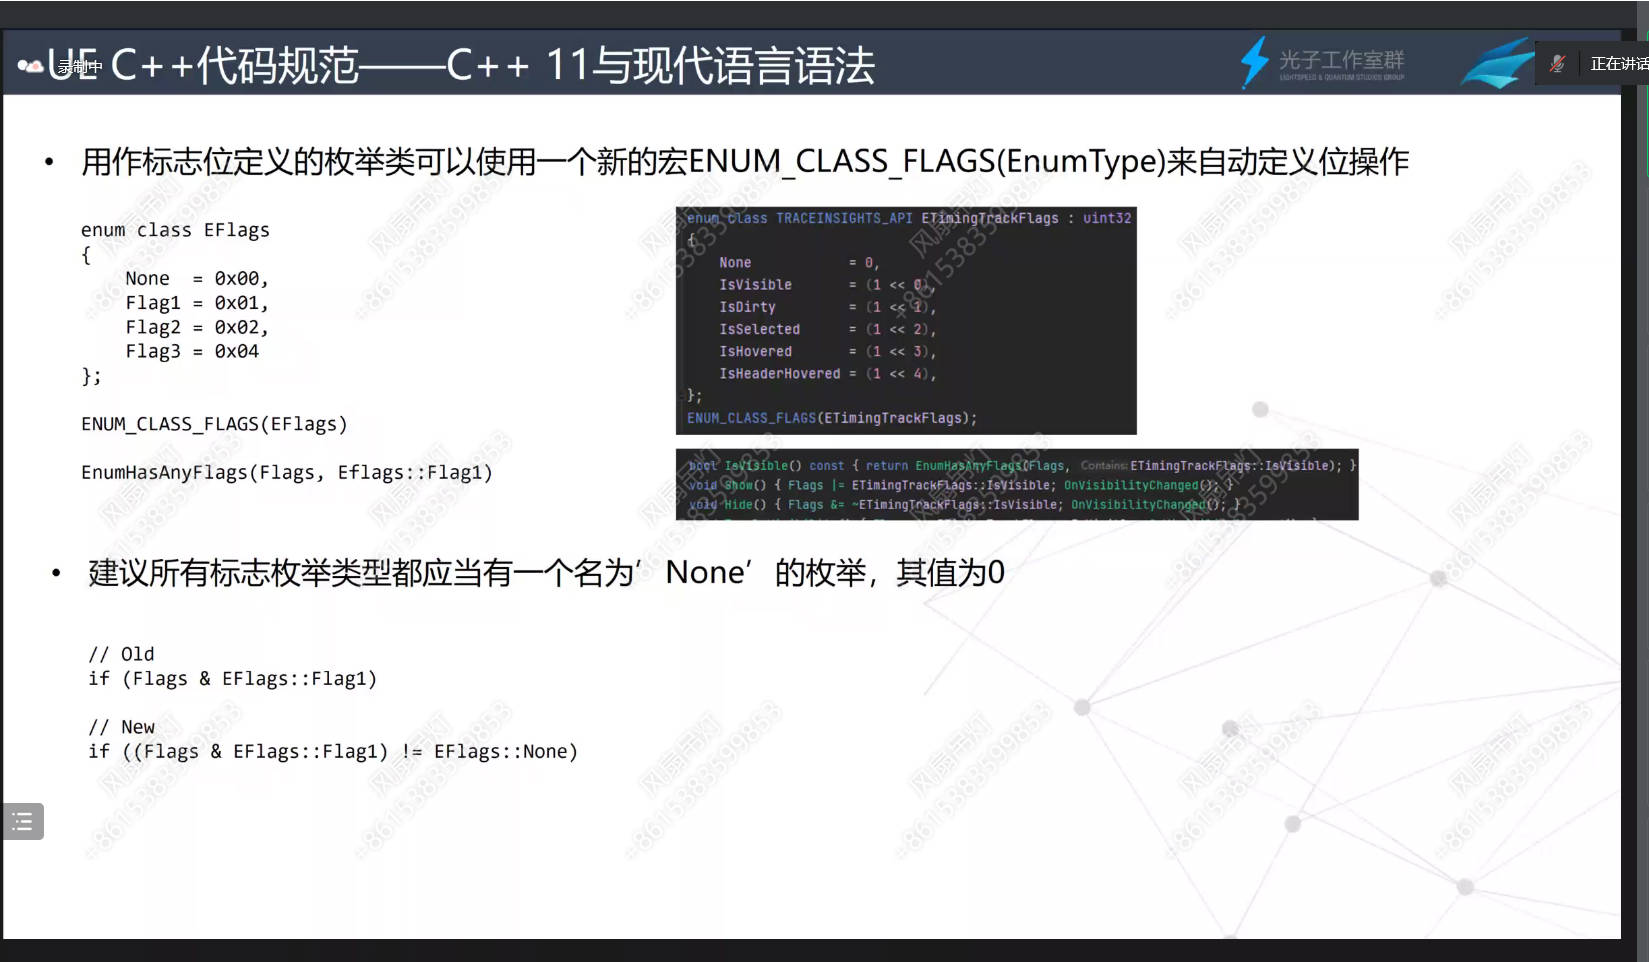 UE C++代码规范——C++ 11与现代语言语法
录制中
光子工作室群
LIGHTSPEED & QUANTUM STUDIOS GROUP
正在讲话
• 用作标志位定义的枚举类可以使用一个新的宏ENUM_CLASS_FLAGS(EnumType)来自动定义位操作
enum class EFlags
{
None = 0x00,
Flag1 = 0x01,
Flag2 = 0x02,
Flag3 = 0x04
};
ENUM_CLASS_FLAGS(EFlags)
EnumHasAnyFlags(Flags, Eflags::Flag1)
enum class TRACEINSIGHTS_API ETimingTrackFlags : uint32
{
None = 0,
IsVisible = (1 << 0),
IsDirty = (1 << 1),
IsSelected = (1 << 2),
IsHovered = (1 << 3),
IsHeaderHovered = (1 << 4),
};
ENUM_CLASS_FLAGS(ETimingTrackFlags);
bool IsVisible() const { return EnumHasAnyFlags(Flags, Contains: ETimingTrackFlags::IsVisible); }
void Show() { Flags |= ETimingTrackFlags::IsVisible; OnVisibilityChanged(); }
void Hide() { Flags &= ~ETimingTrackFlags::IsVisible; OnVisibilityChanged(); }
• 建议所有标志枚举类型都应当有一个名为’None’的枚举，其值为0
// Old
if (Flags & EFlags::Flag1)
// New
if ((Flags & EFlags::Flag1) != EFlags::None)
风扇吊灯
+8615383599853